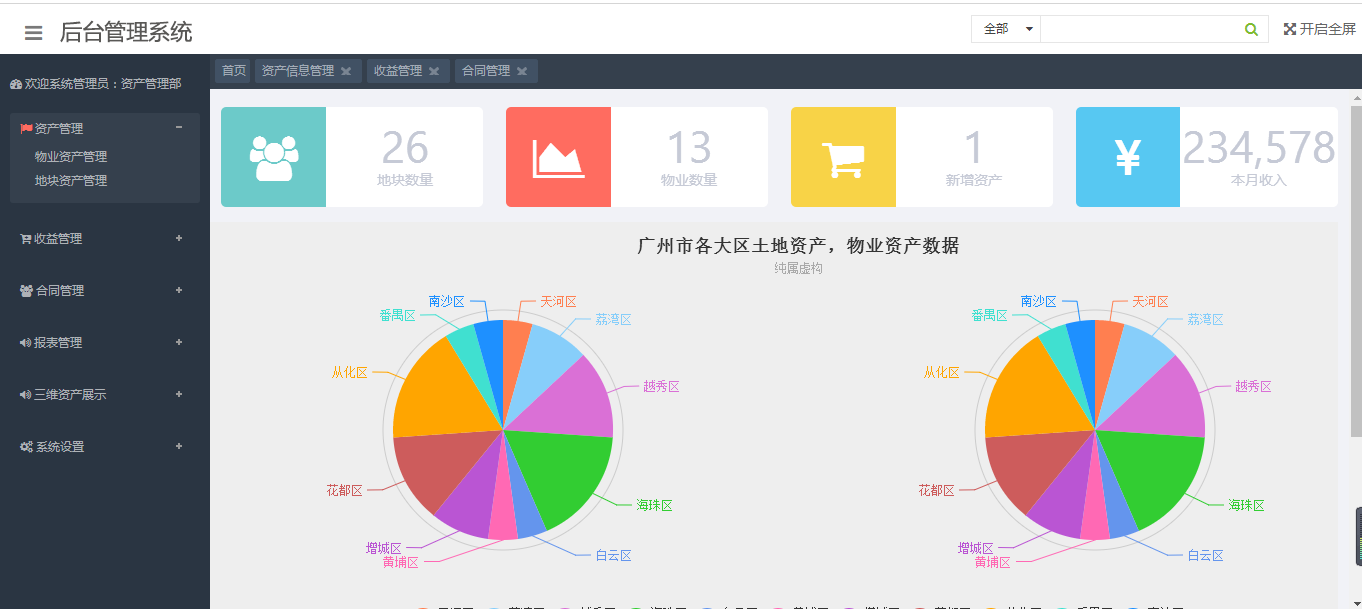 后台管理系统
全部
开启全屏
欢迎系统管理员：资产管理部
首页 资产信息管理 收益管理 合同管理
资产管理
物业资产管理
地块资产管理
收益管理
合同管理
报表管理
三维资产展示
系统设置
26
地块数量
13
物业数量
1
新增资产
¥
234,578
本月收入
广州市各大区土地资产，物业资产数据
纯属虚构
南沙区
天河区
番禺区
荔湾区
从化区
越秀区
花都区
海珠区
增城区
黄埔区
白云区
南沙区
天河区
番禺区
荔湾区
从化区
越秀区
花都区
海珠区
增城区
黄埔区
白云区